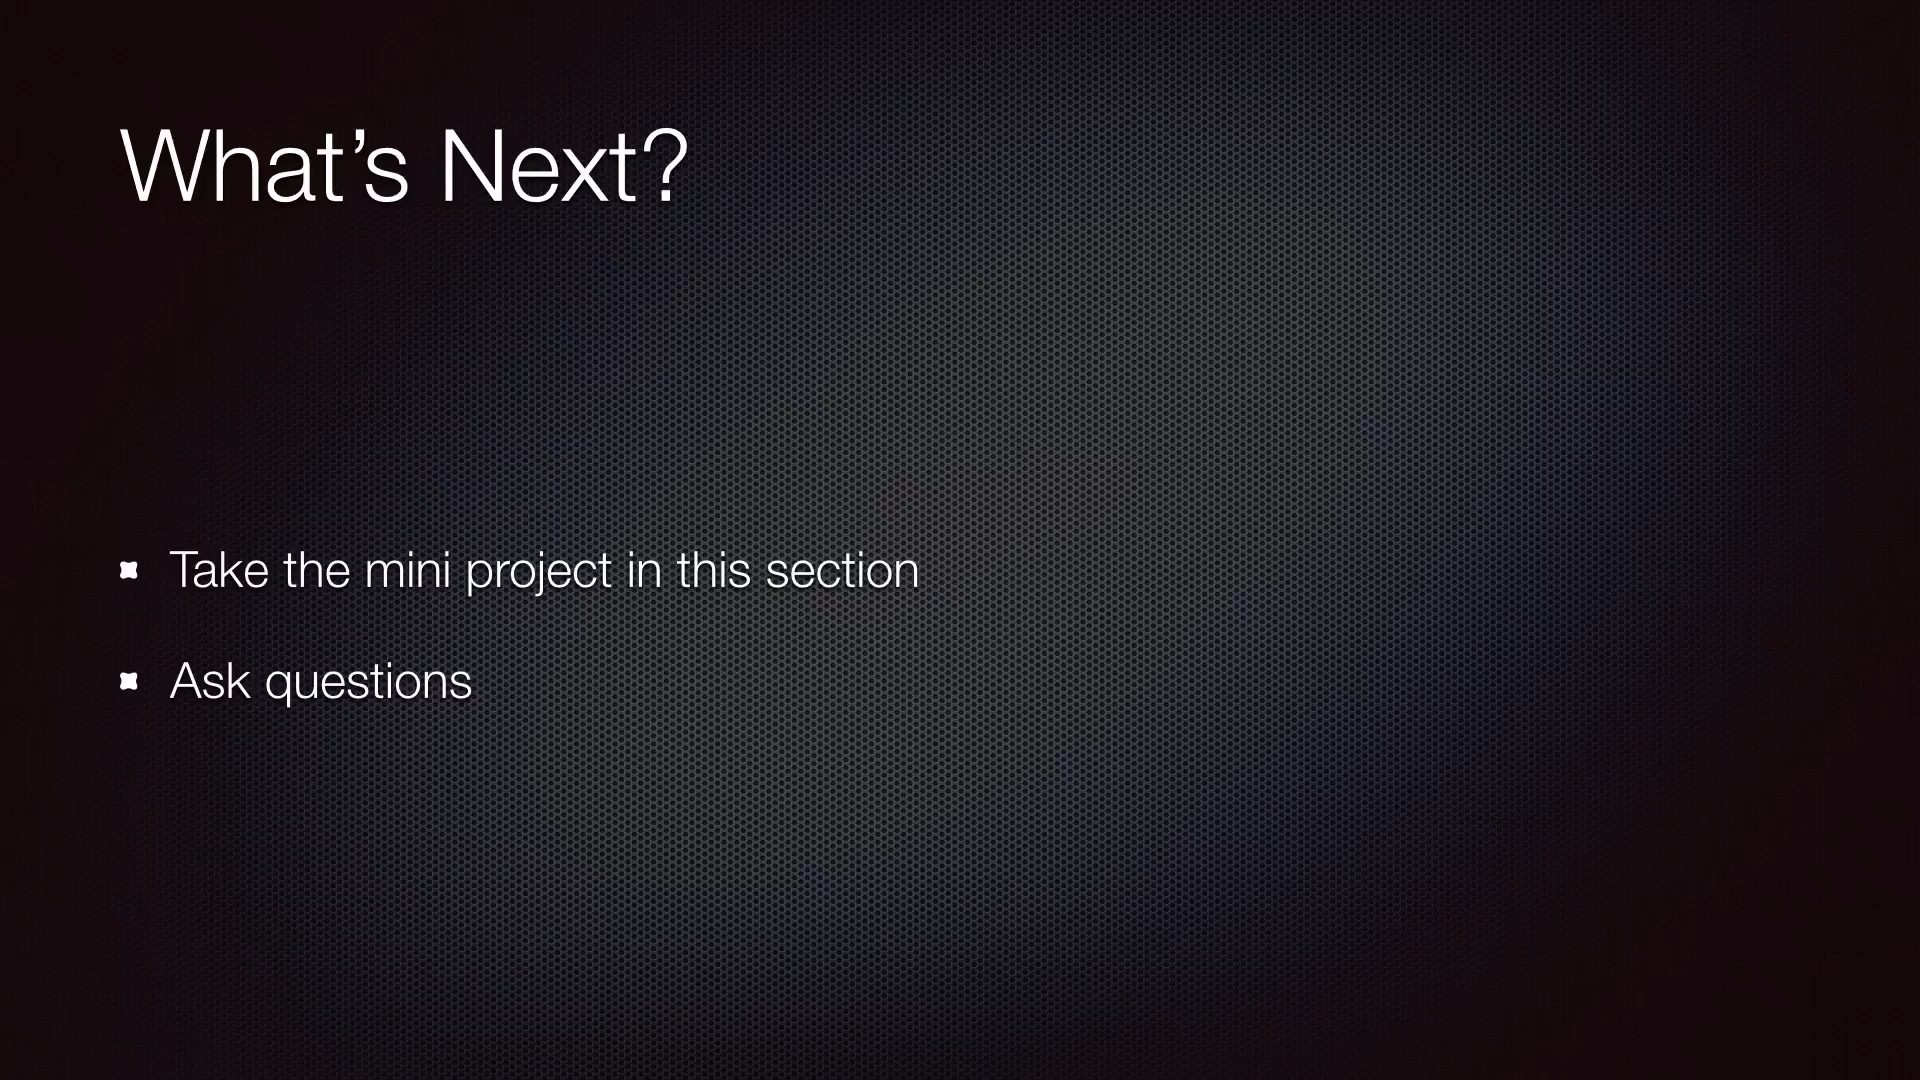 What’s Next?
Take the mini project in this section
Ask questions